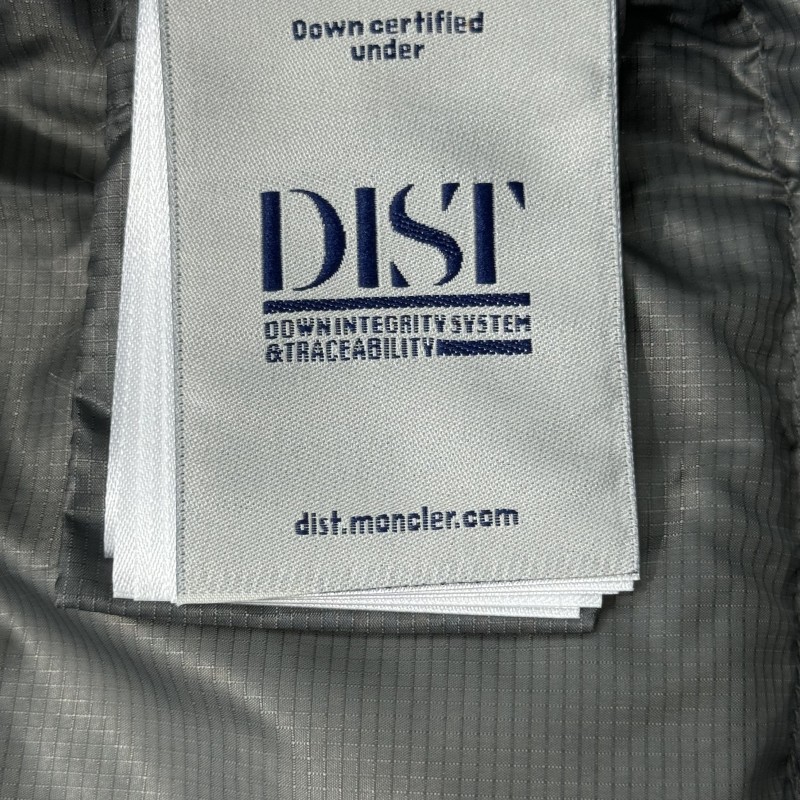 Down certified
under
DIST
DOWN INTEGRITY SYSTEM
& TRACEABILITY
dist.moncler.com